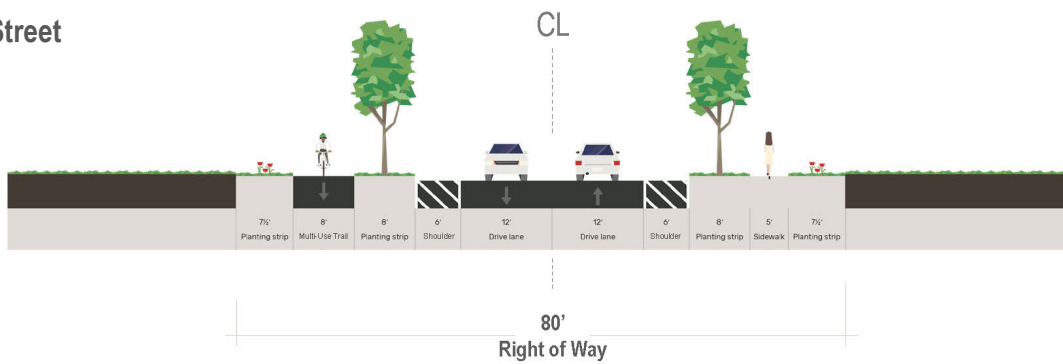 Street
CL
7½' 8' 8' 6' 12' 12' 6' 8' 5' 7½'
Planting strip Multi-Use Trail Planting strip Shoulder Drive lane Drive lane Shoulder Planting strip Sidewalk Planting strip
80'
Right of Way